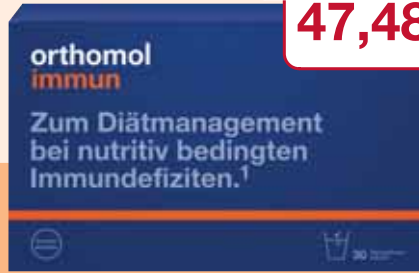 47,48
orthomol
immun
Zum Diätmanagement
bei nutritiv bedingten
Immundefiziten.¹
30